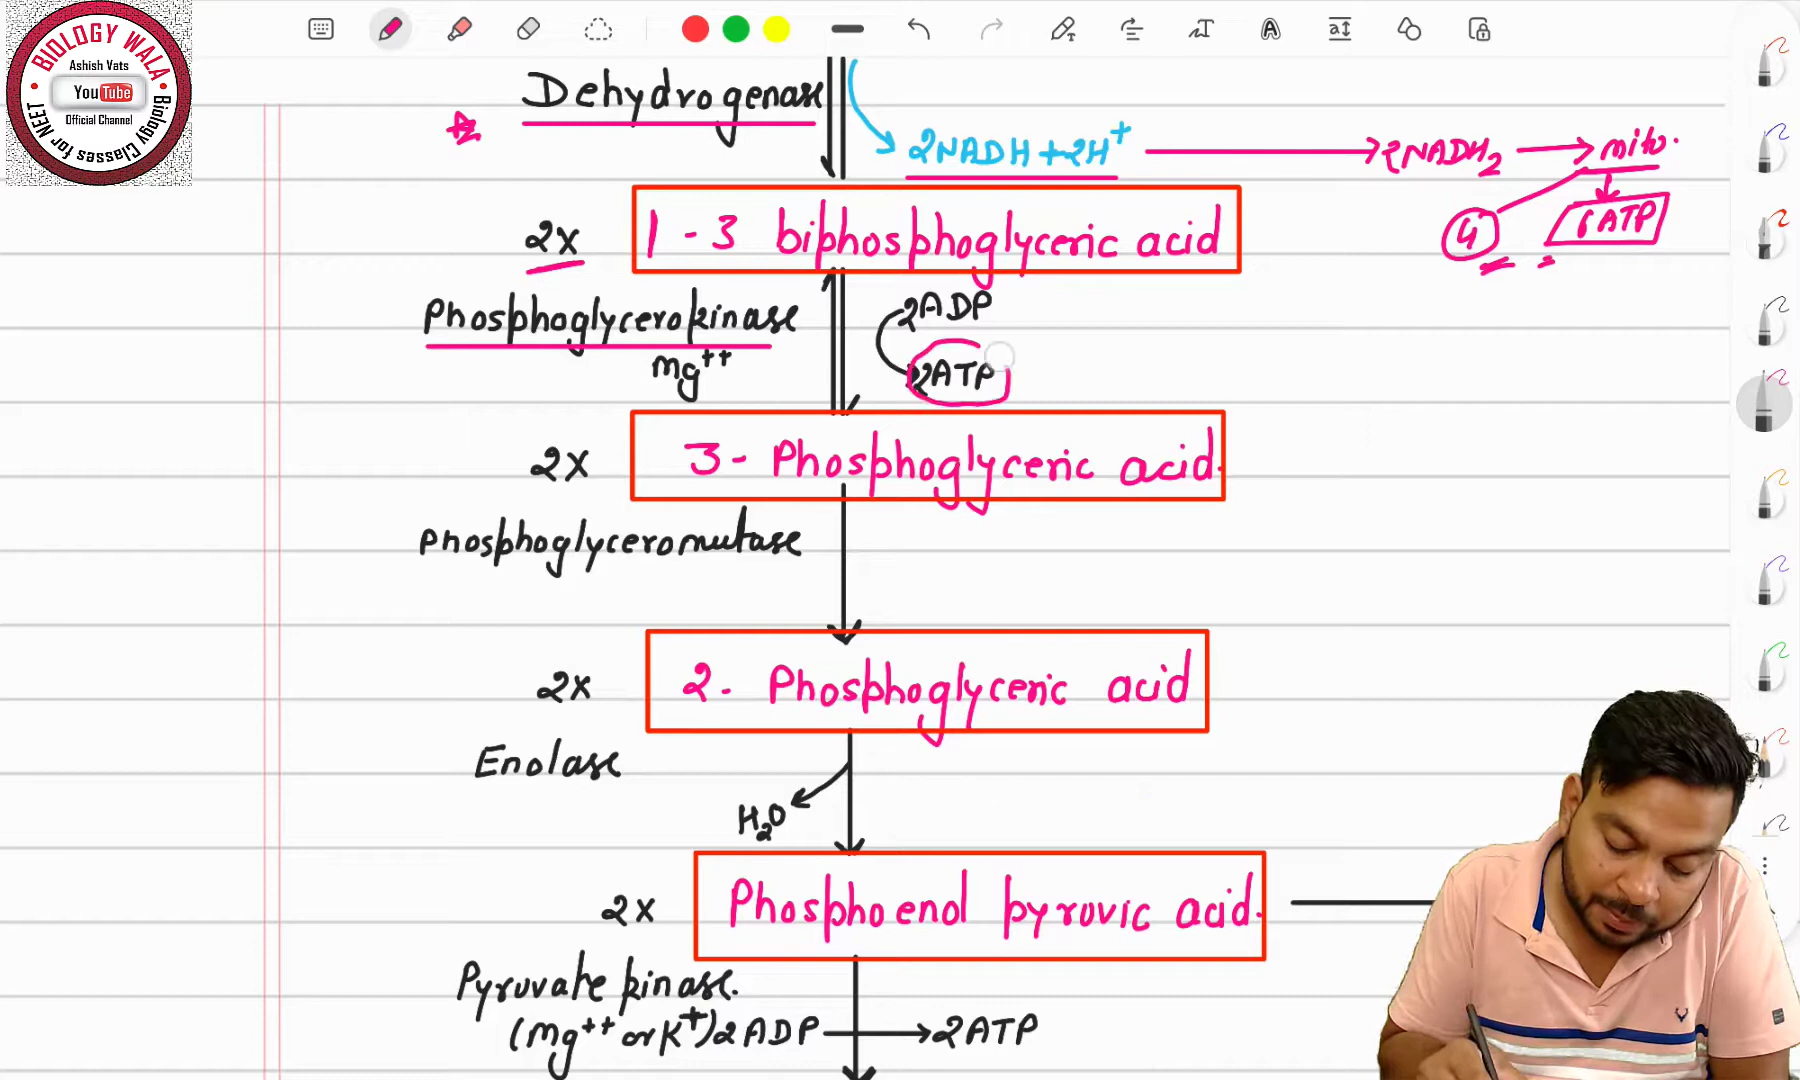 BIOLOGY WALA
Ashish Vats
YouTube
Official Channel
Biology Classes for NEET
Dehydrogenase
2NADH+2H⁺
2NADH₂
mito.
4
6ATP
2x
1-3 biphosphoglyceric acid
Phosphoglycerokinase
mg⁺⁺
2ADP
2ATP
2x
3- Phosphoglyceric acid.
Phosphoglyceromutase
2x
2- Phosphoglyceric acid
Enolase
H₂O
2x
Phosphoenol pyruvic acid.
Pyruvate kinase.
(mg⁺⁺ or K⁺) 2ADP
2ATP